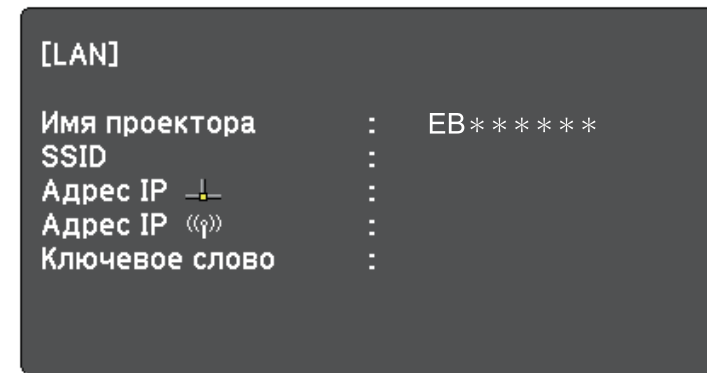 [LAN]
Имя проектора : EB******
SSID :
Адрес IP :
Адрес IP :
Ключевое слово :